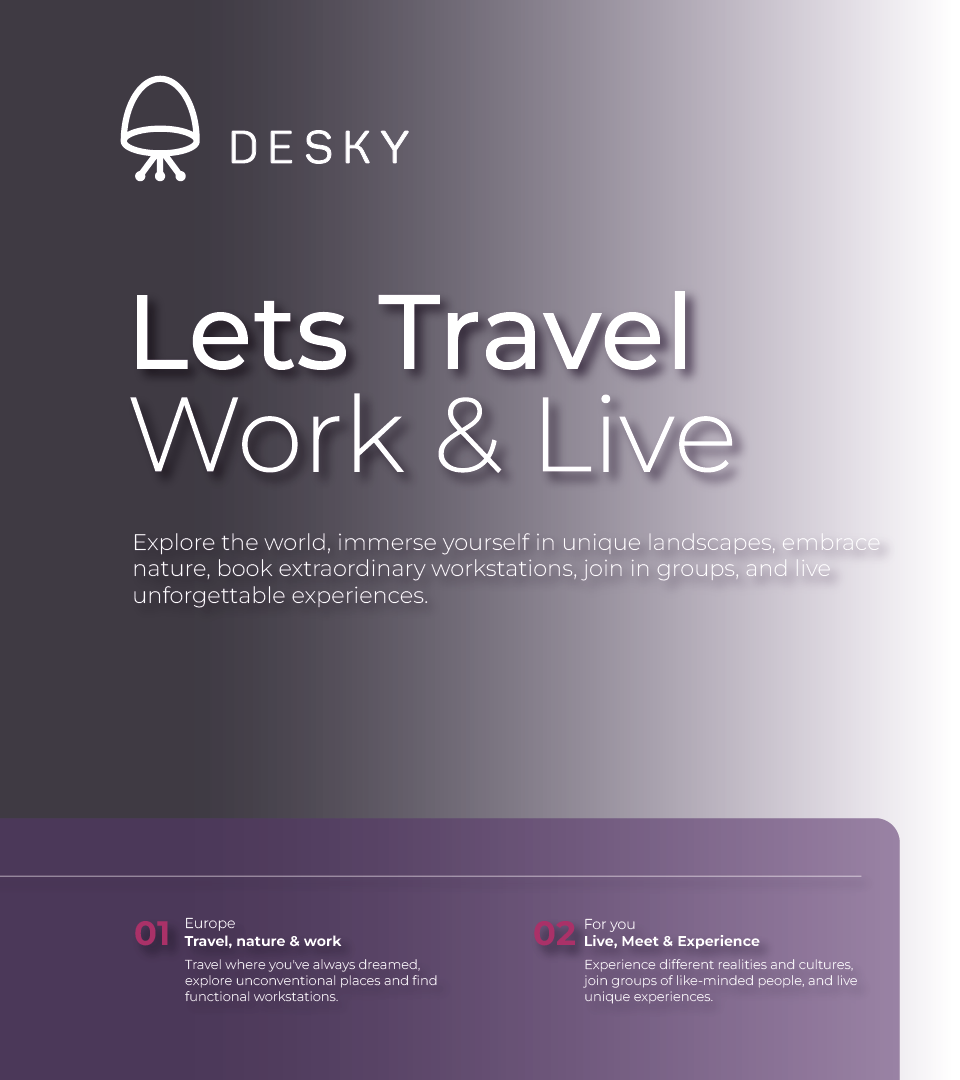 DESKY
Lets Travel
Work & Live
Explore the world, immerse yourself in unique landscapes, embrace
nature, book extraordinary workstations, join in groups, and live
unforgettable experiences.
01
Europe
Travel, nature & work
Travel where you've always dreamed,
explore unconventional places and find
functional workstations.
02
For you
Live, Meet & Experience
Experience different realities and cultures,
join groups of like-minded people, and live
unique experiences.